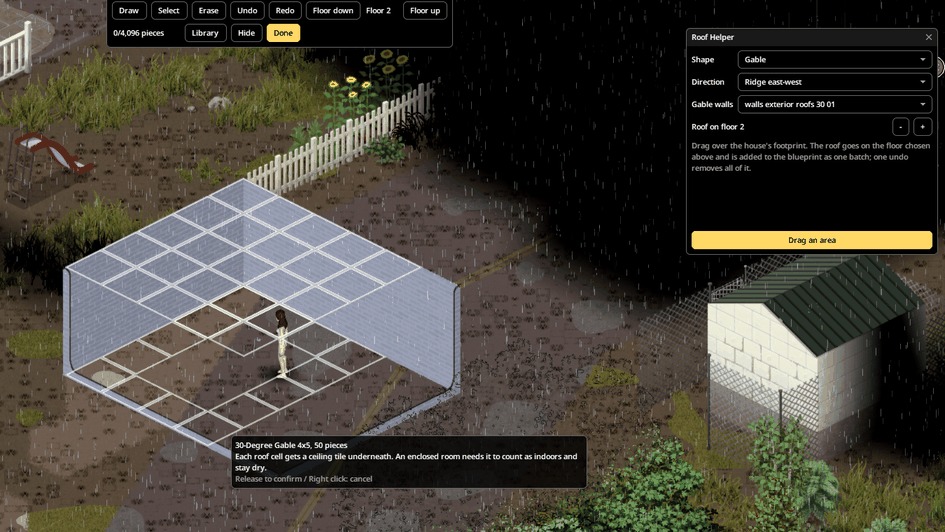 Draw Select Erase Undo Redo Floor down Floor 2 Floor up
0/4,096 pieces Library Hide Done
Roof Helper
Shape Gable
Direction Ridge east-west
Gable walls walls exterior roofs 30 01
Roof on floor 2 - +
Drag over the house's footprint. The roof goes on the floor chosen
above and is added to the blueprint as one batch; one undo
removes all of it.
Drag an area
30-Degree Gable 4x5, 50 pieces
Each roof cell gets a ceiling tile underneath. An enclosed room needs it to count as indoors and
stay dry.
Release to confirm / Right click: cancel